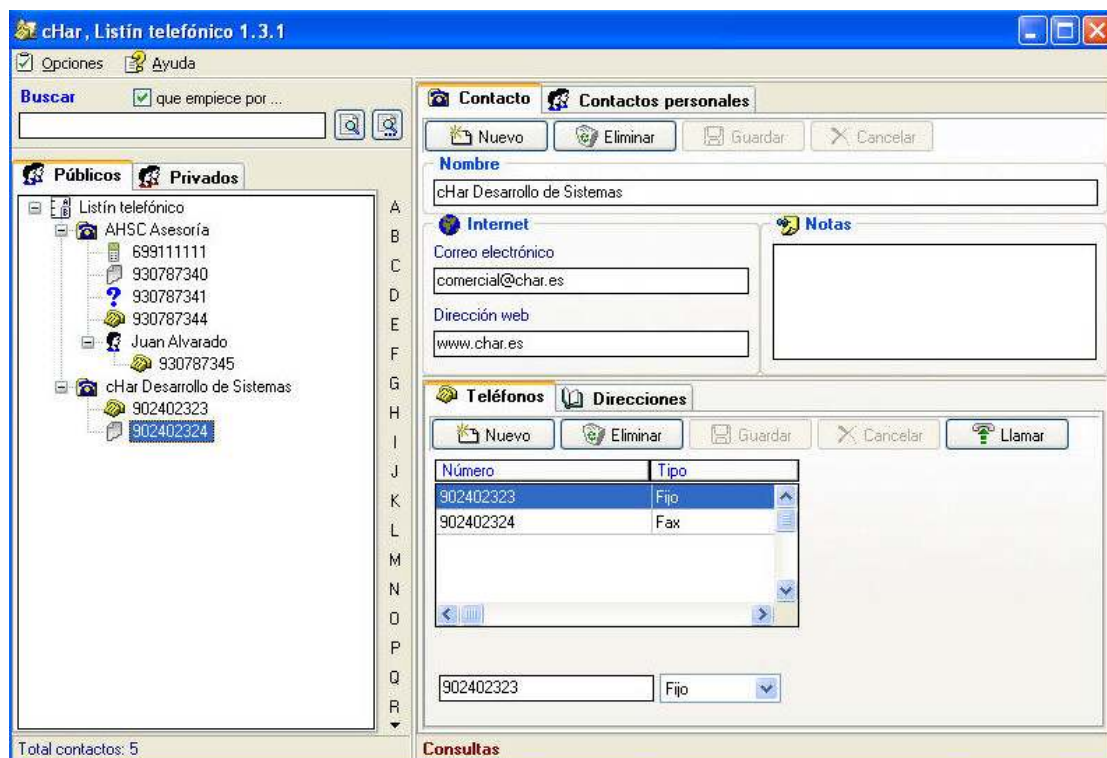 cHar, Listín telefónico 1.3.1
Opciones Ayuda
Buscar que empiece por ...
Públicos Privados
Listín telefónico
AHSC Asesoría
699111111
930787340
930787341
930787344
Juan Alvarado
930787345
cHar Desarrollo de Sistemas
902402323
902402324
A
B
C
D
E
F
G
H
I
J
K
L
M
N
O
P
Q
R
Total contactos: 5
Contacto Contactos personales
Nuevo Eliminar Guardar Cancelar
Nombre
cHar Desarrollo de Sistemas
Internet
Correo electrónico
comercial@char.es
Dirección web
www.char.es
Notas
Teléfonos Direcciones
Nuevo Eliminar Guardar Cancelar Llamar
Número Tipo
902402323 Fijo
902402324 Fax
902402323 Fijo
Consultas